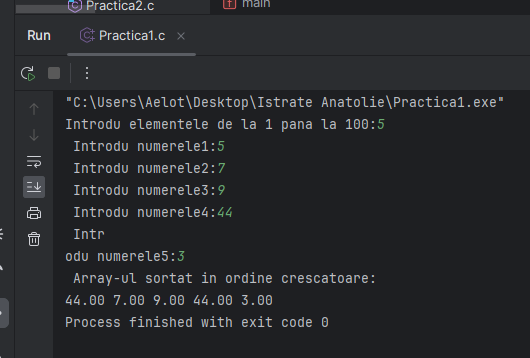 Practica2.c
main
Run
Practica1.c
"C:\Users\Aelot\Desktop\Istrate Anatolie\Practica1.exe"
Introdu elementele de la 1 pana la 100:5
Introdu numerele1:5
Introdu numerele2:7
Introdu numerele3:9
Introdu numerele4:44
Intr
odu numerele5:3
Array-ul sortat in ordine crescatoare:
44.00 7.00 9.00 44.00 3.00
Process finished with exit code 0